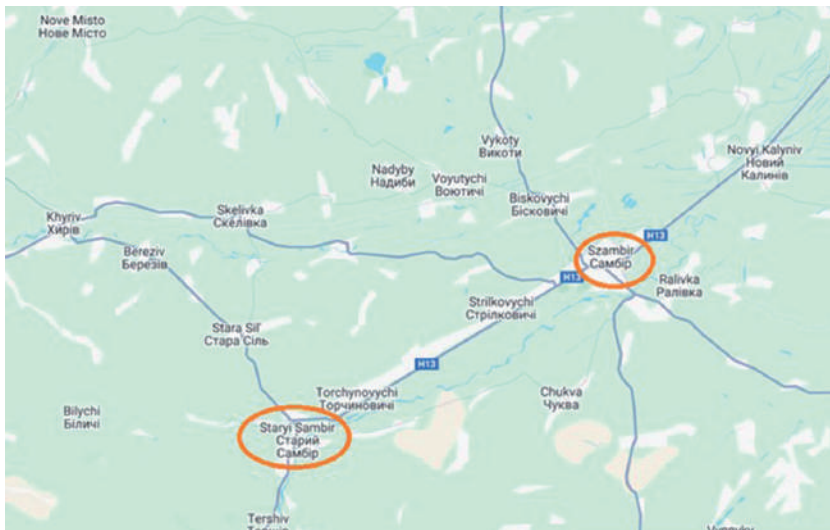 Nove Misto
Нове Місто
Vykoty
Викоти
Novyi Kalyniv
Новий
Калинів
Nadyby
Надиби
Voyutychi
Воютичі
Biskovychi
Бісковичі
Skelivka
Скелівка
Khyriv
Хирів
Bereziv
Березів
H13
Szambir
Самбір
H13
Ralivka
Ралівка
Strilkovychi
Стрілковичі
Stara Sil'
Стара Сіль
H13
Torchynovychi
Торчиновичі
Chukva
Чуква
Bilychi
Біличі
Staryi Sambir
Старий
Самбір
Tershiv